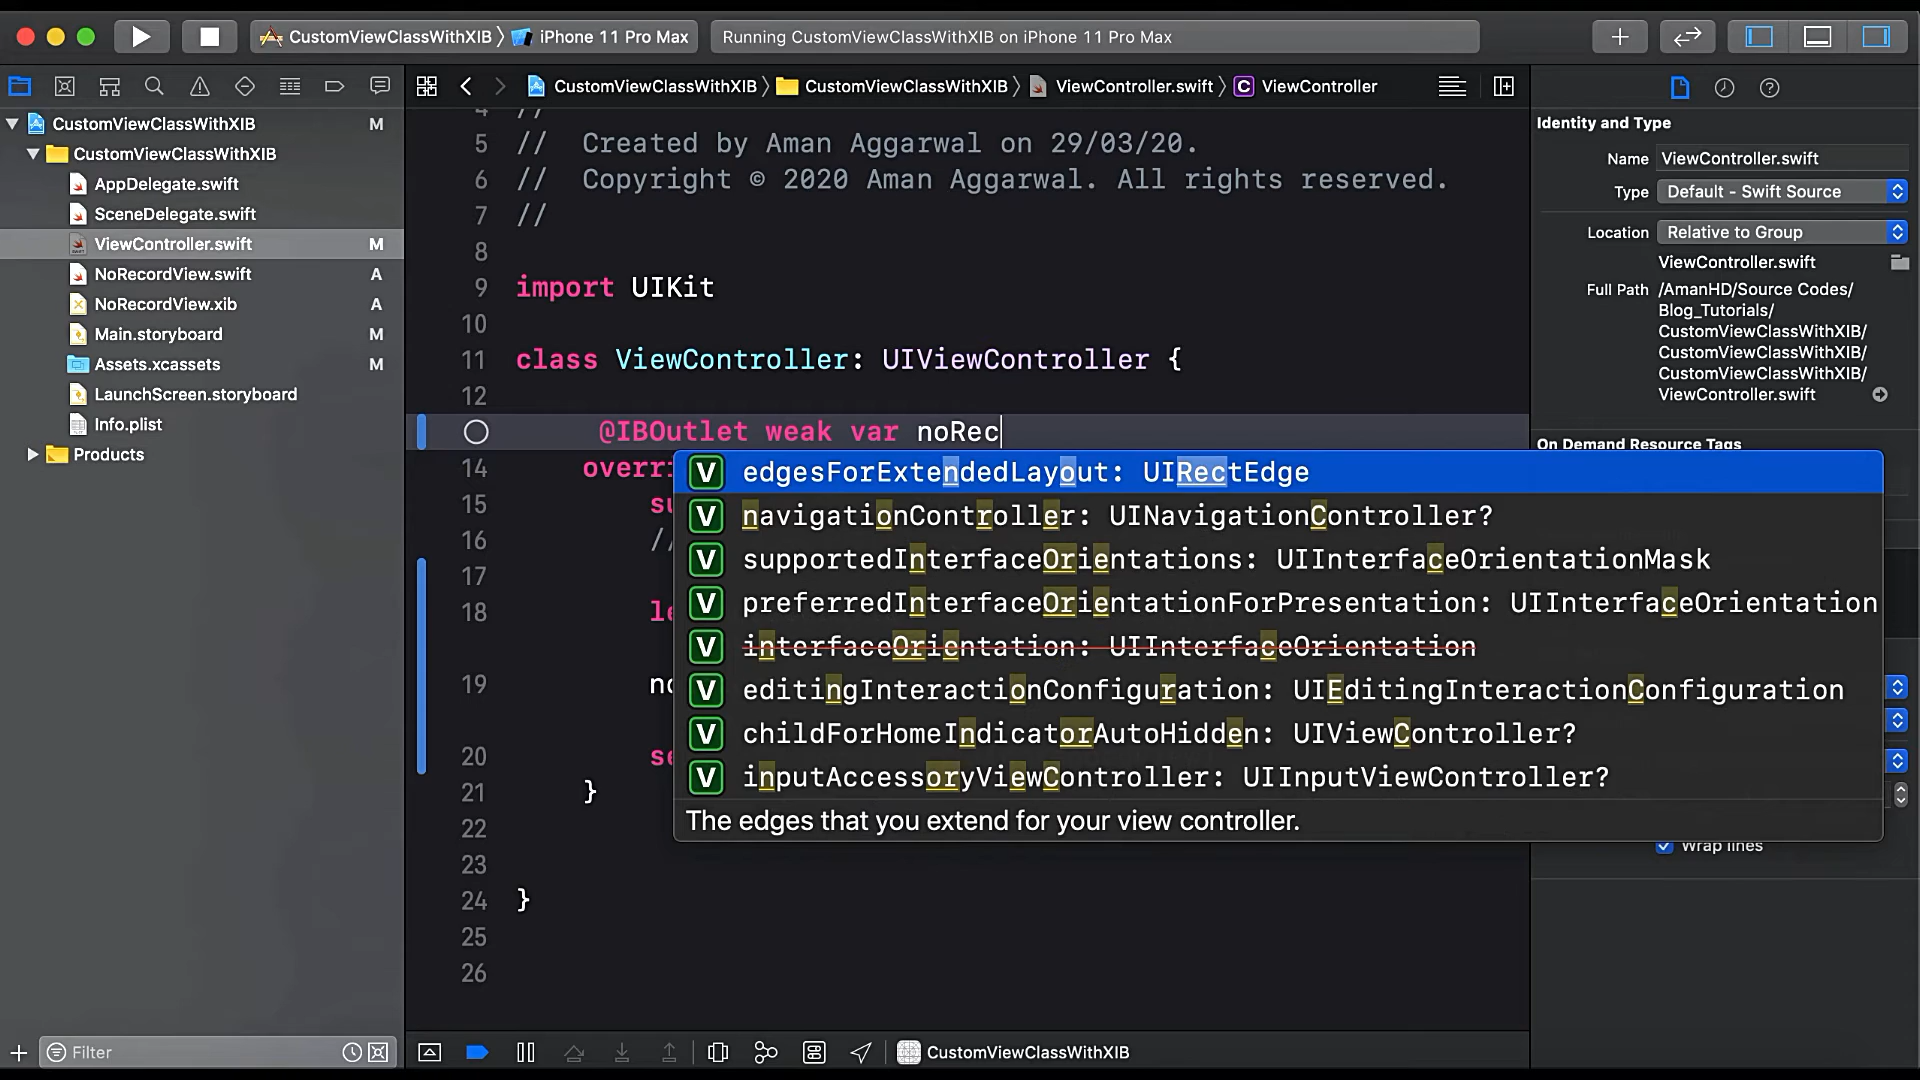 CustomViewClassWithXIB
iPhone 11 Pro Max
Running CustomViewClassWithXIB on iPhone 11 Pro Max
CustomViewClassWithXIB
CustomViewClassWithXIB
ViewController.swift
ViewController
CustomViewClassWithXIB M
CustomViewClassWithXIB
AppDelegate.swift
SceneDelegate.swift
ViewController.swift M
NoRecordView.swift A
NoRecordView.xib A
Main.storyboard M
Assets.xcassets M
LaunchScreen.storyboard
Info.plist
Products
Filter
4 //
5 //  Created by Aman Aggarwal on 29/03/20.
6 //  Copyright © 2020 Aman Aggarwal. All rights reserved.
7 //
8
9 import UIKit
10
11 class ViewController: UIViewController {
12
@IBOutlet weak var noRec
14 overri
15 su
16 //
17
18 le
19 no
20 se
21 }
22
23
24 }
25
26
V edgesForExtendedLayout: UIRectEdge
V navigationController: UINavigationController?
V supportedInterfaceOrientations: UIInterfaceOrientationMask
V preferredInterfaceOrientationForPresentation: UIInterfaceOrientation
V interfaceOrientation: UIInterfaceOrientation
V editingInteractionConfiguration: UIEditingInteractionConfiguration
V childForHomeIndicatorAutoHidden: UIViewController?
V inputAccessoryViewController: UIInputViewController?
The edges that you extend for your view controller.
CustomViewClassWithXIB
Identity and Type
Name ViewController.swift
Type Default - Swift Source
Location Relative to Group
ViewController.swift
Full Path /AmanHD/Source Codes/
Blog_Tutorials/
CustomViewClassWithXIB/
CustomViewClassWithXIB/
CustomViewClassWithXIB/
ViewController.swift
On Demand Resource Tags
Wrap lines